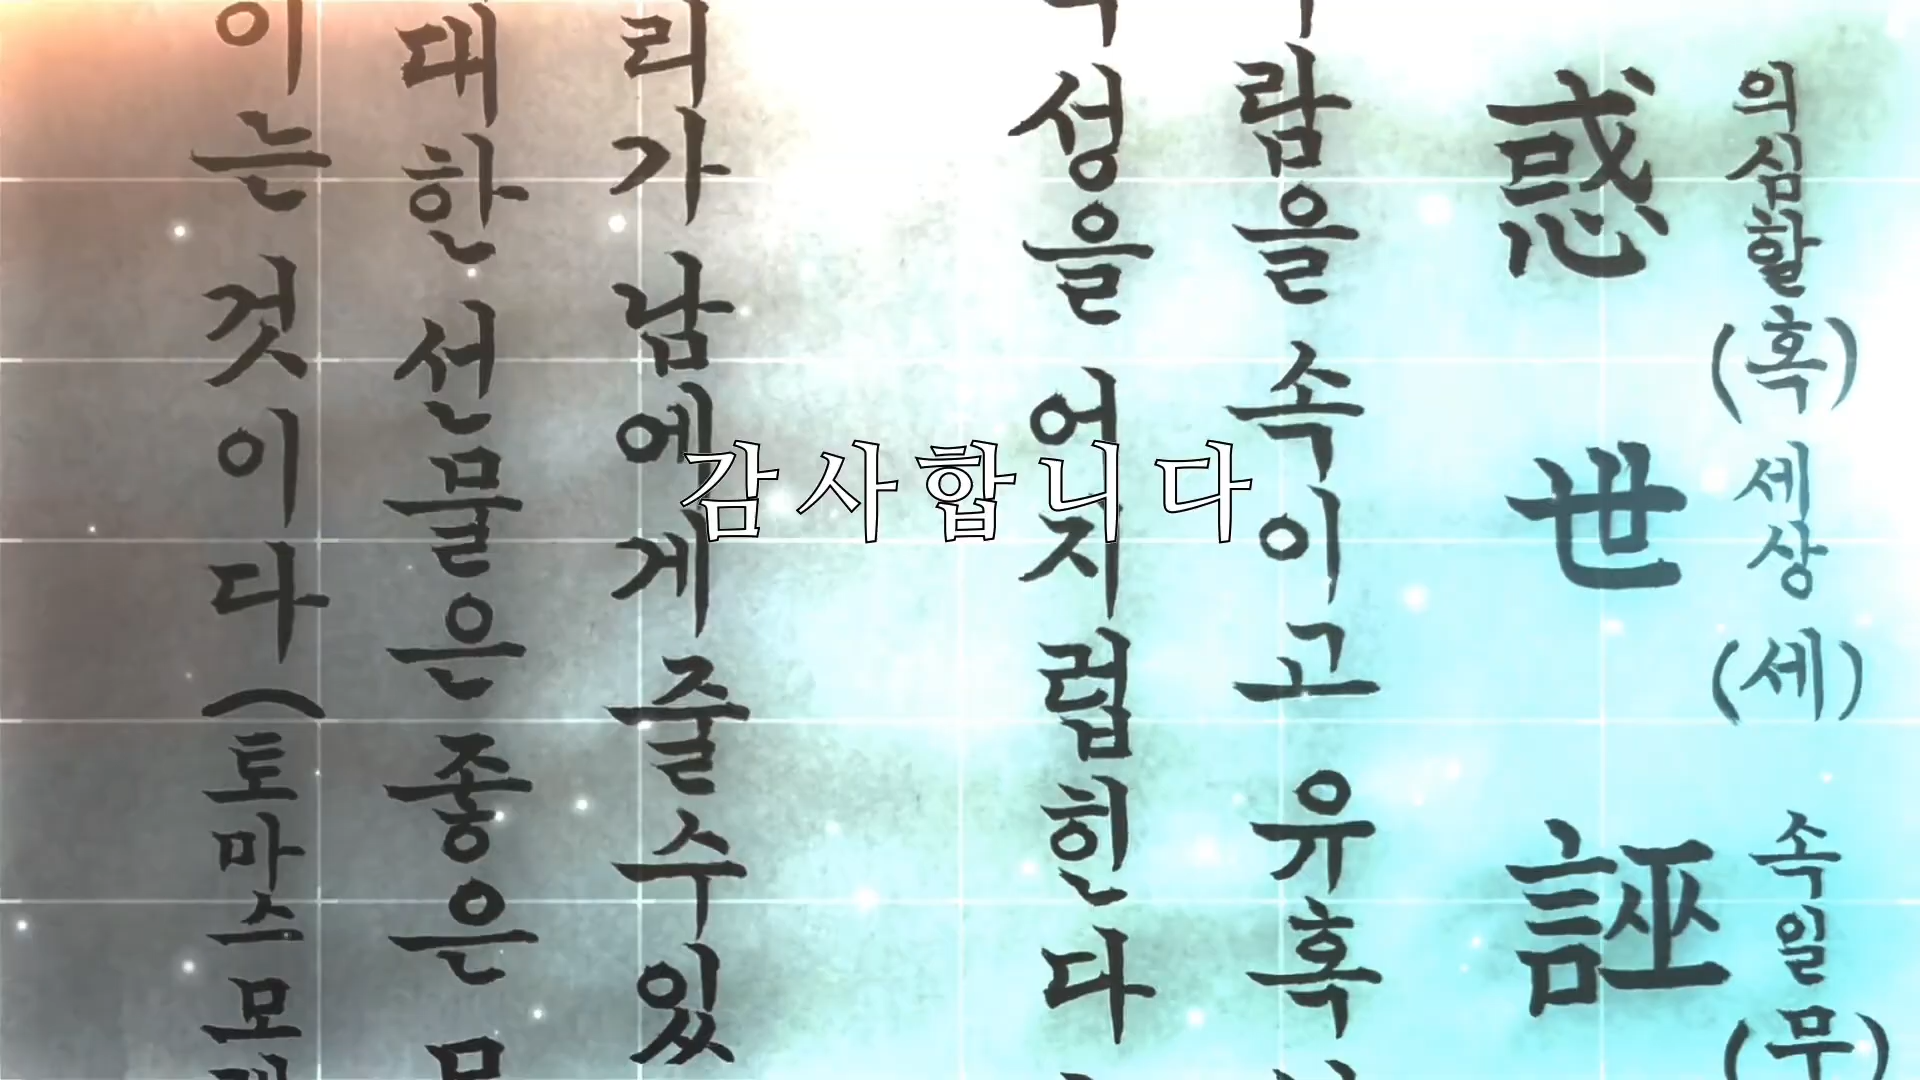 의심할(혹) 세상(세) 속일(무)
惑 世 誣
람을 속이고 유혹
성을 어지럽힌다
리가 남에게 줄수있
대한 선물은 좋은
이는 것이다(토마스 모
감사합니다